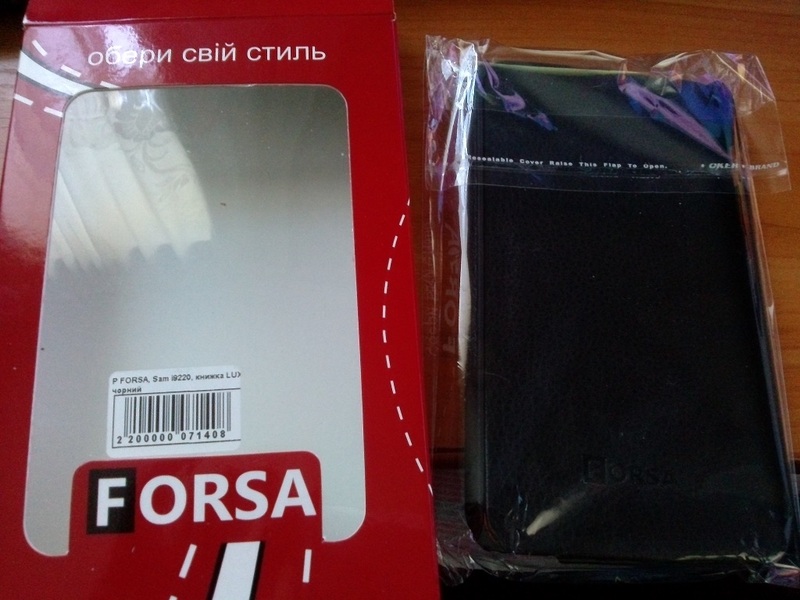 обери свій стиль
Resealable Cover Raise This Flap To Open.
BRAND
P FORSA, Sam i9220, книжка LUX
чорний
2 200000 071408
FORSA
FORSA